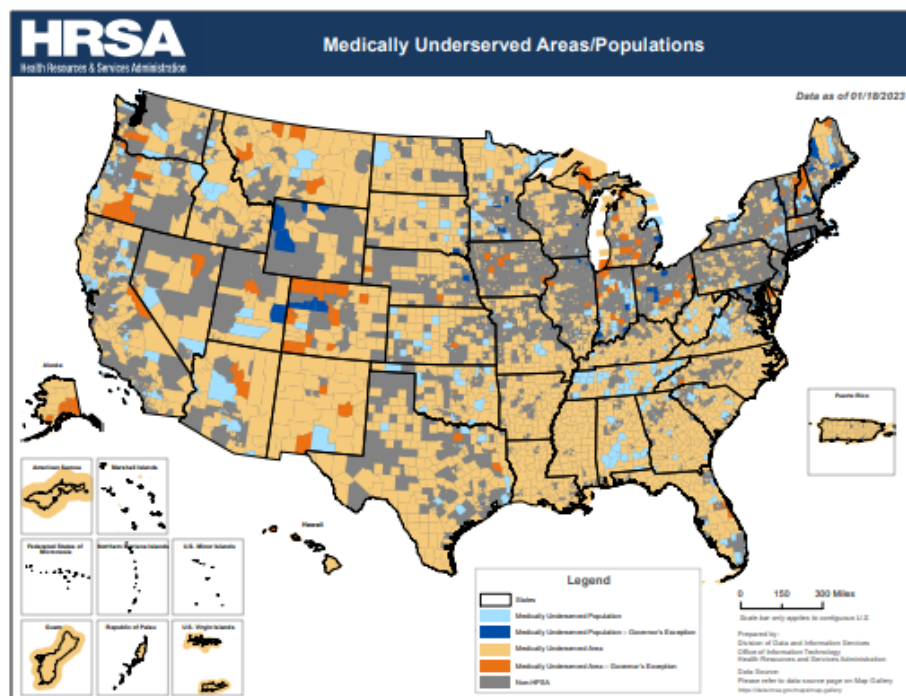 HRSA
Health Resources & Services Administration
Medically Underserved Areas/Populations
Data as of 01/18/2023
Alaska
Puerto Rico
American Samoa
Marshall Islands
Hawaii
Federated States of
Micronesia
Northern Mariana Islands
U.S. Minor Islands
Guam
Republic of Palau
U.S. Virgin Islands
Legend
States
Medically Underserved Population
Medically Underserved Population – Governor's Exception
Medically Underserved Area
Medically Underserved Area – Governor's Exception
Non-HPSA
0 150 300 Miles
Scale bar only applies to contiguous U.S.
Prepared by:
Division of Data and Information Services
Office of Information Technology
Health Resources and Services Administration
Data Source:
Please refer to data source page on Map Gallery